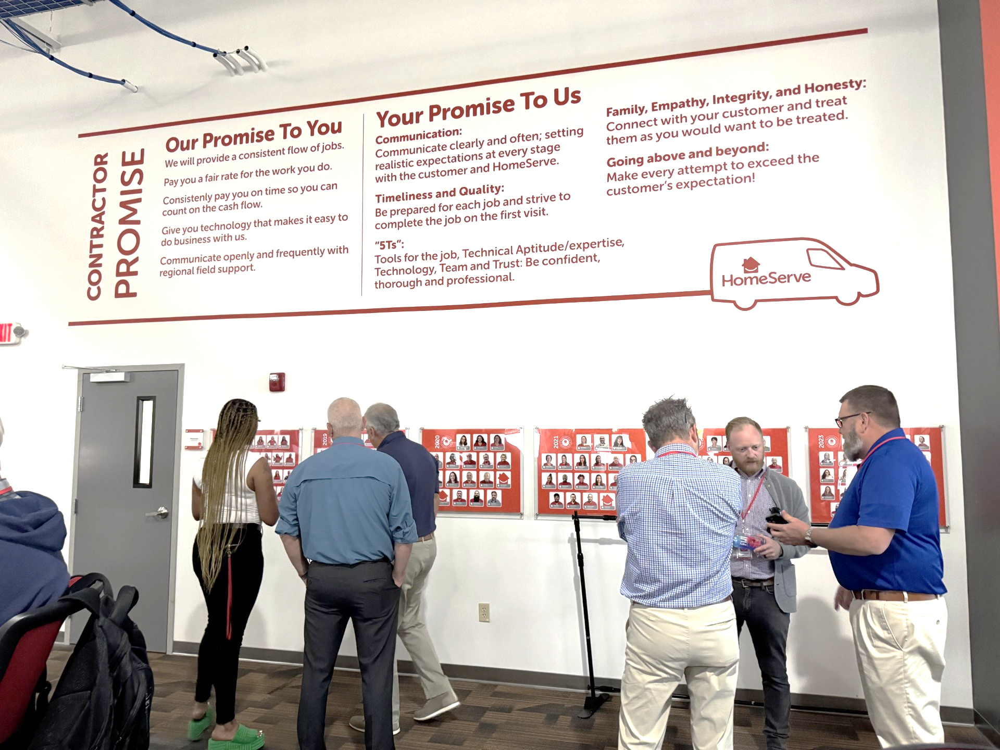 CONTRACTOR
PROMISE
Our Promise To You
We will provide a consistent flow of jobs.
Pay you a fair rate for the work you do.
Consistenly pay you on time so you can
count on the cash flow.
Give you technology that makes it easy to
do business with us.
Communicate openly and frequently with
regional field support.
Your Promise To Us
Communication:
Communicate clearly and often; setting
realistic expectations at every stage
with the customer and HomeServe.
Timeliness and Quality:
Be prepared for each job and strive to
complete the job on the first visit.
"5Ts":
Tools for the job, Technical Aptitude/expertise,
Technology, Team and Trust: Be confident,
thorough and professional.
Family, Empathy, Integrity, and Honesty:
Connect with your customer and treat
them as you would want to be treated.
Going above and beyond:
Make every attempt to exceed the
customer's expectation!
HomeServe
XIT
2019
2020
2021
2023